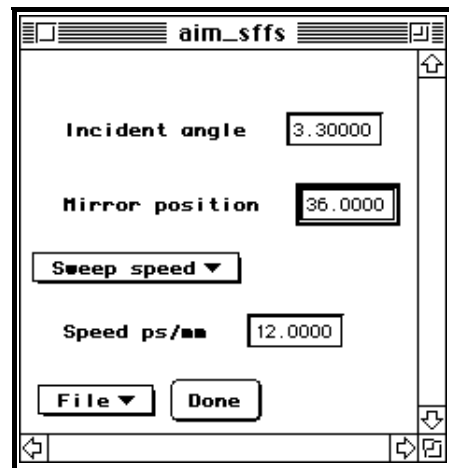 aim_sffs
Incident angle 3.30000
Mirror position 36.0000
Sweep speed ▼
Speed ps/mm 12.0000
File ▼ Done